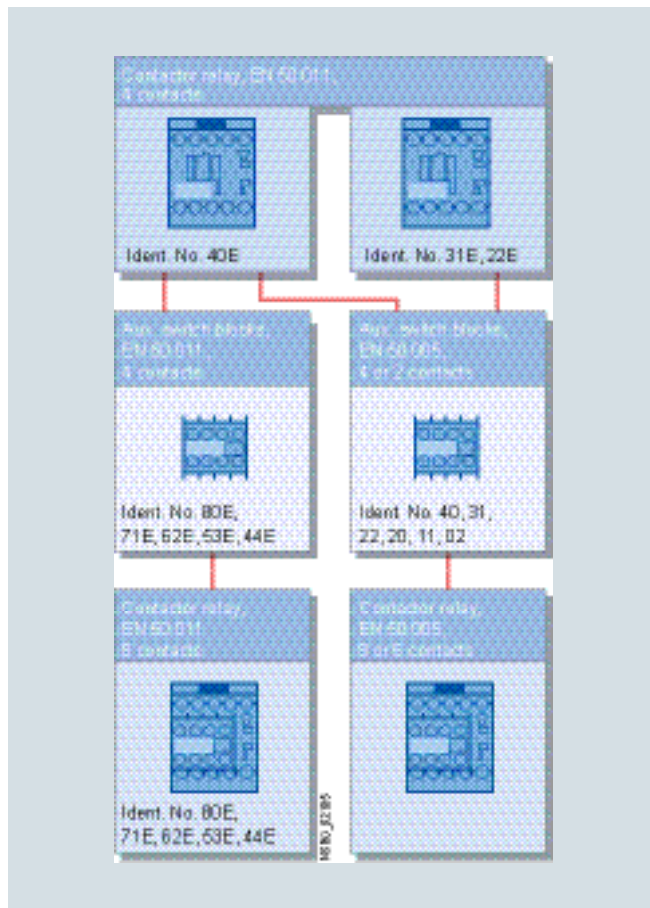 Contactor relay, EN 50 011,
4 contacts
Ident. No. 40E
Ident. No. 31E, 22E
Aux. switch blocks,
EN 50 011,
4 contacts
Aux. switch blocks,
EN 50 005,
4 or 2 contacts
Ident. No. 80E,
71E, 62E, 53E, 44E
Ident. No. 40, 31,
22, 20, 11, 02
Contactor relay,
EN 50 011
8 contacts
Contactor relay,
EN 50 005
8 or 6 contacts
Ident. No. 80E,
71E, 62E, 53E, 44E